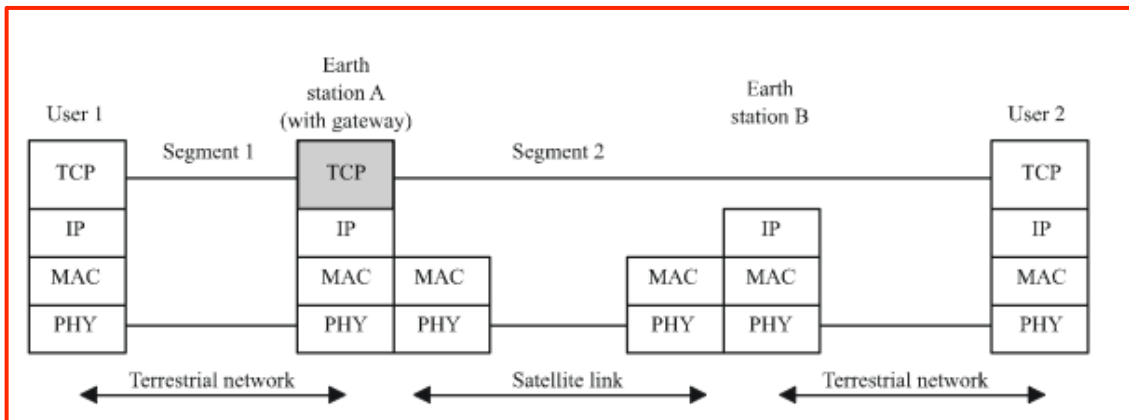 Earth
station A
(with gateway)
Earth
station B
User 1
User 2
Segment 1
Segment 2
TCP
TCP
TCP
IP
IP
IP
IP
MAC
MAC
MAC
MAC
MAC
MAC
PHY
PHY
PHY
PHY
PHY
PHY
Terrestrial network
Satellite link
Terrestrial network